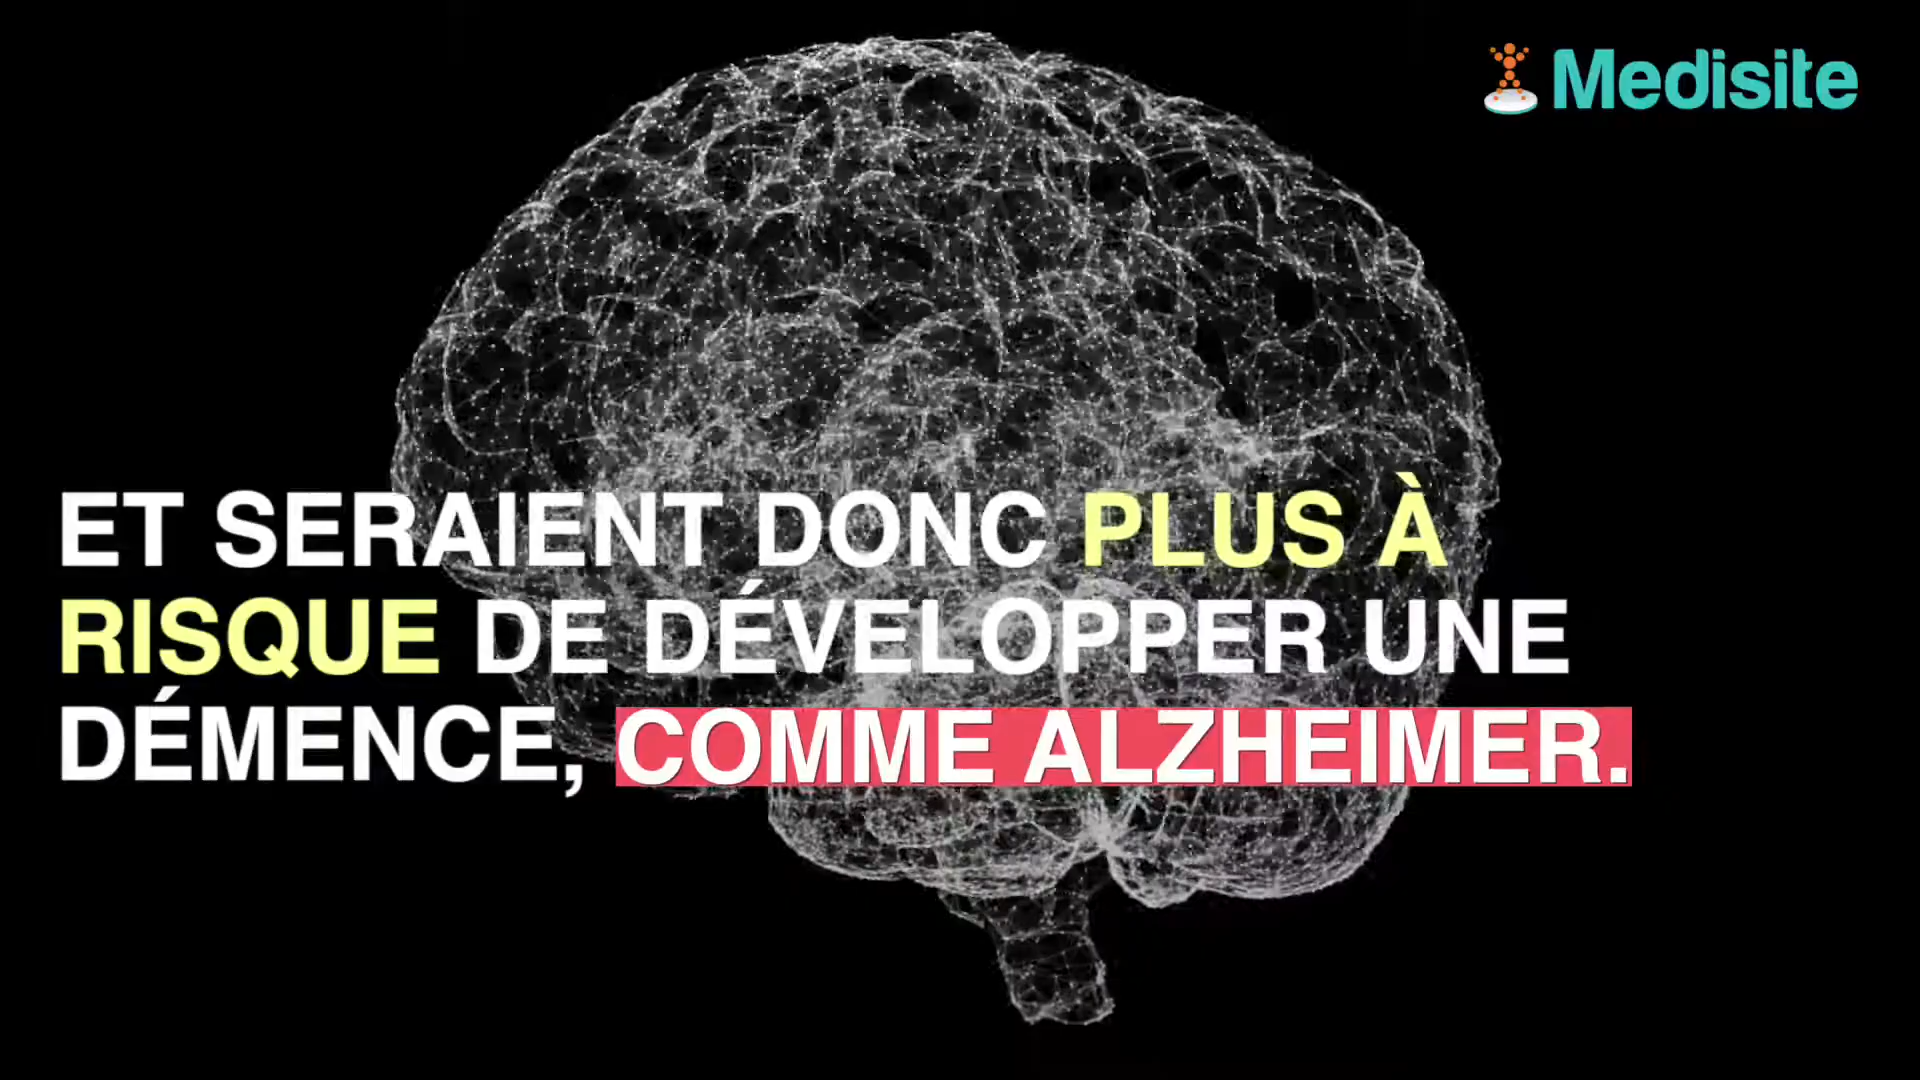 Medisite
ET SERAIENT DONC PLUS À
RISQUE DE DÉVELOPPER UNE
DÉMENCE, COMME ALZHEIMER.